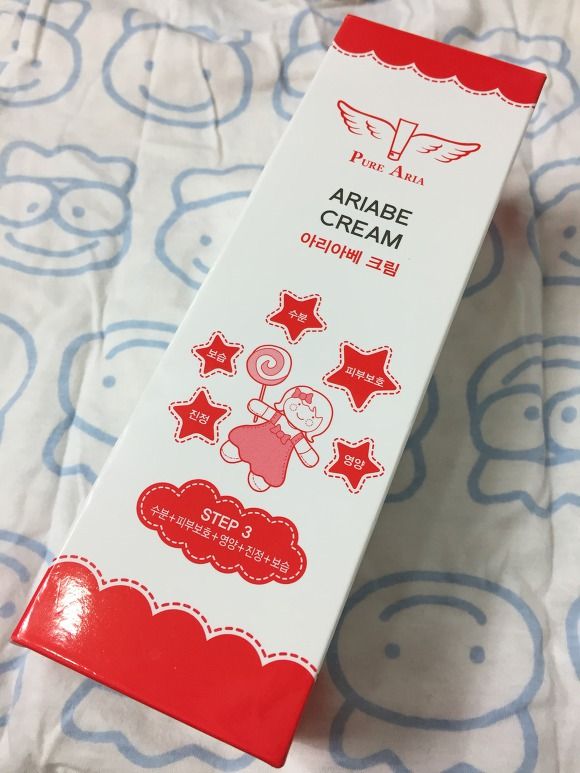 PURE ARIA
ARIABE
CREAM
아리아베 크림
수분
보습
피부보호
진정
영양
STEP 3
수분+피부보호+영양+진정+보습